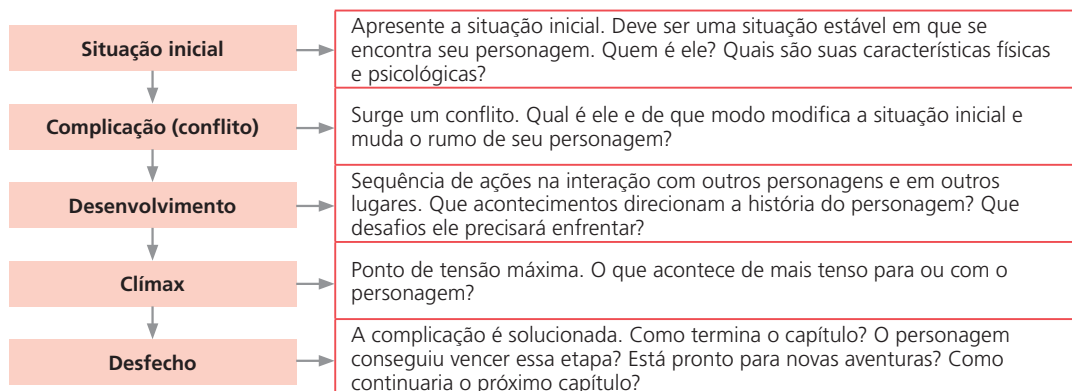 Situação inicial
Apresente a situação inicial. Deve ser uma situação estável em que se
encontra seu personagem. Quem é ele? Quais são suas características físicas
e psicológicas?
Complicação (conflito)
Surge um conflito. Qual é ele e de que modo modifica a situação inicial e
muda o rumo de seu personagem?
Desenvolvimento
Sequência de ações na interação com outros personagens e em outros
lugares. Que acontecimentos direcionam a história do personagem? Que
desafios ele precisará enfrentar?
Clímax
Ponto de tensão máxima. O que acontece de mais tenso para ou com o
personagem?
Desfecho
A complicação é solucionada. Como termina o capítulo? O personagem
conseguiu vencer essa etapa? Está pronto para novas aventuras? Como
continuaria o próximo capítulo?